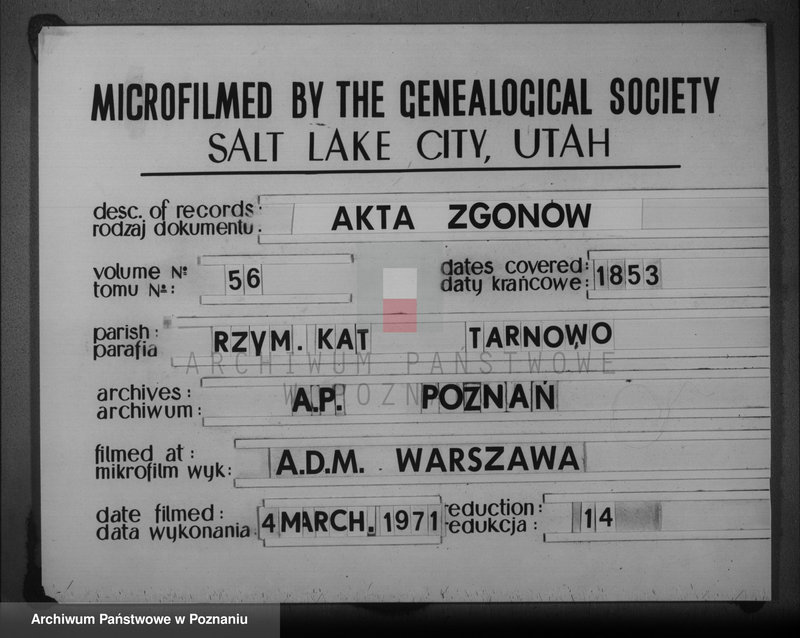 MICROFILMED BY THE GENEALOGICAL SOCIETY
SALT LAKE CITY, UTAH
desc. of records:
rodzaj dokumentu: AKTA ZGONÓW
volume №
tomu №: 56
dates covered:
daty krańcowe: 1853
parish:
parafia RZYM. KAT TARNOWO
ARCHIWUM PAŃSTWOWE
W POZNANIU
archives:
archiwum: A.P. POZNAŃ
filmed at:
mikrofilm wyk: A.D.M. WARSZAWA
date filmed:
data wykonania: 4 MARCH. 1971
reduction:
redukcja: 14
Archiwum Państwowe w Poznaniu